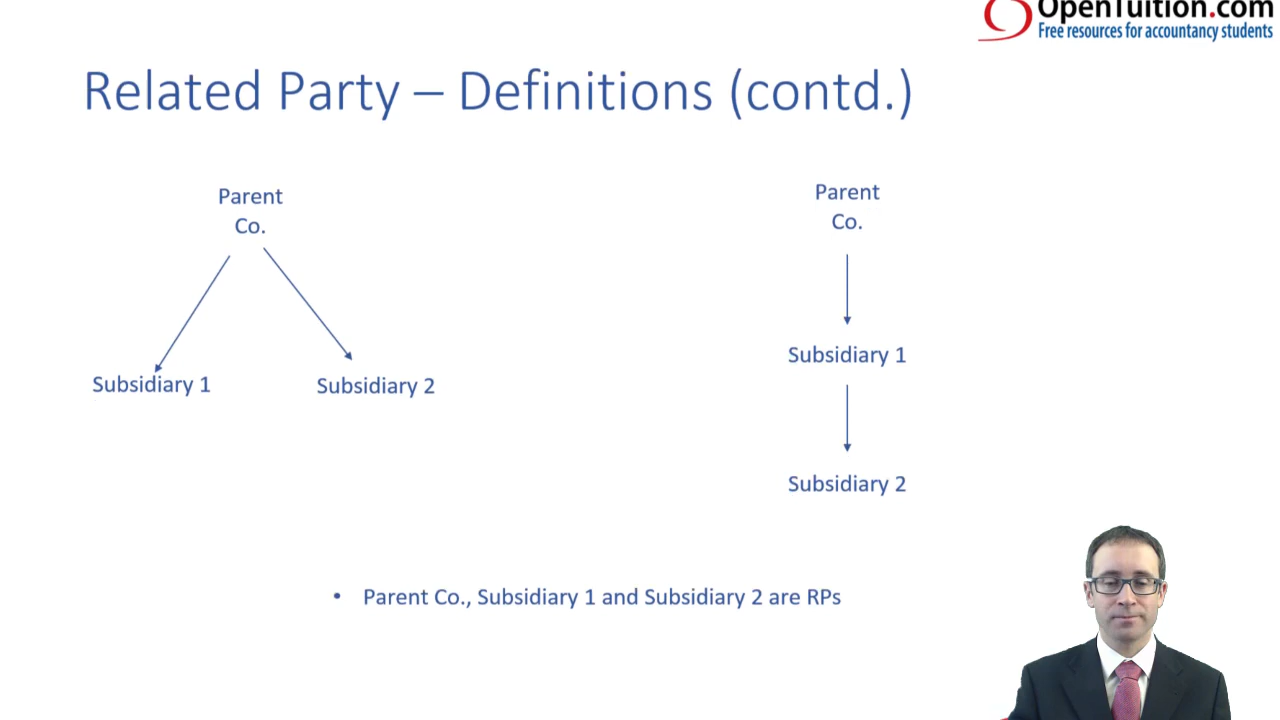 OpenTuition.com
Free resources for accountancy students
Related Party – Definitions (contd.)
Parent
Co.
Subsidiary 1
Subsidiary 2
Parent
Co.
Subsidiary 1
Subsidiary 2
• Parent Co., Subsidiary 1 and Subsidiary 2 are RPs